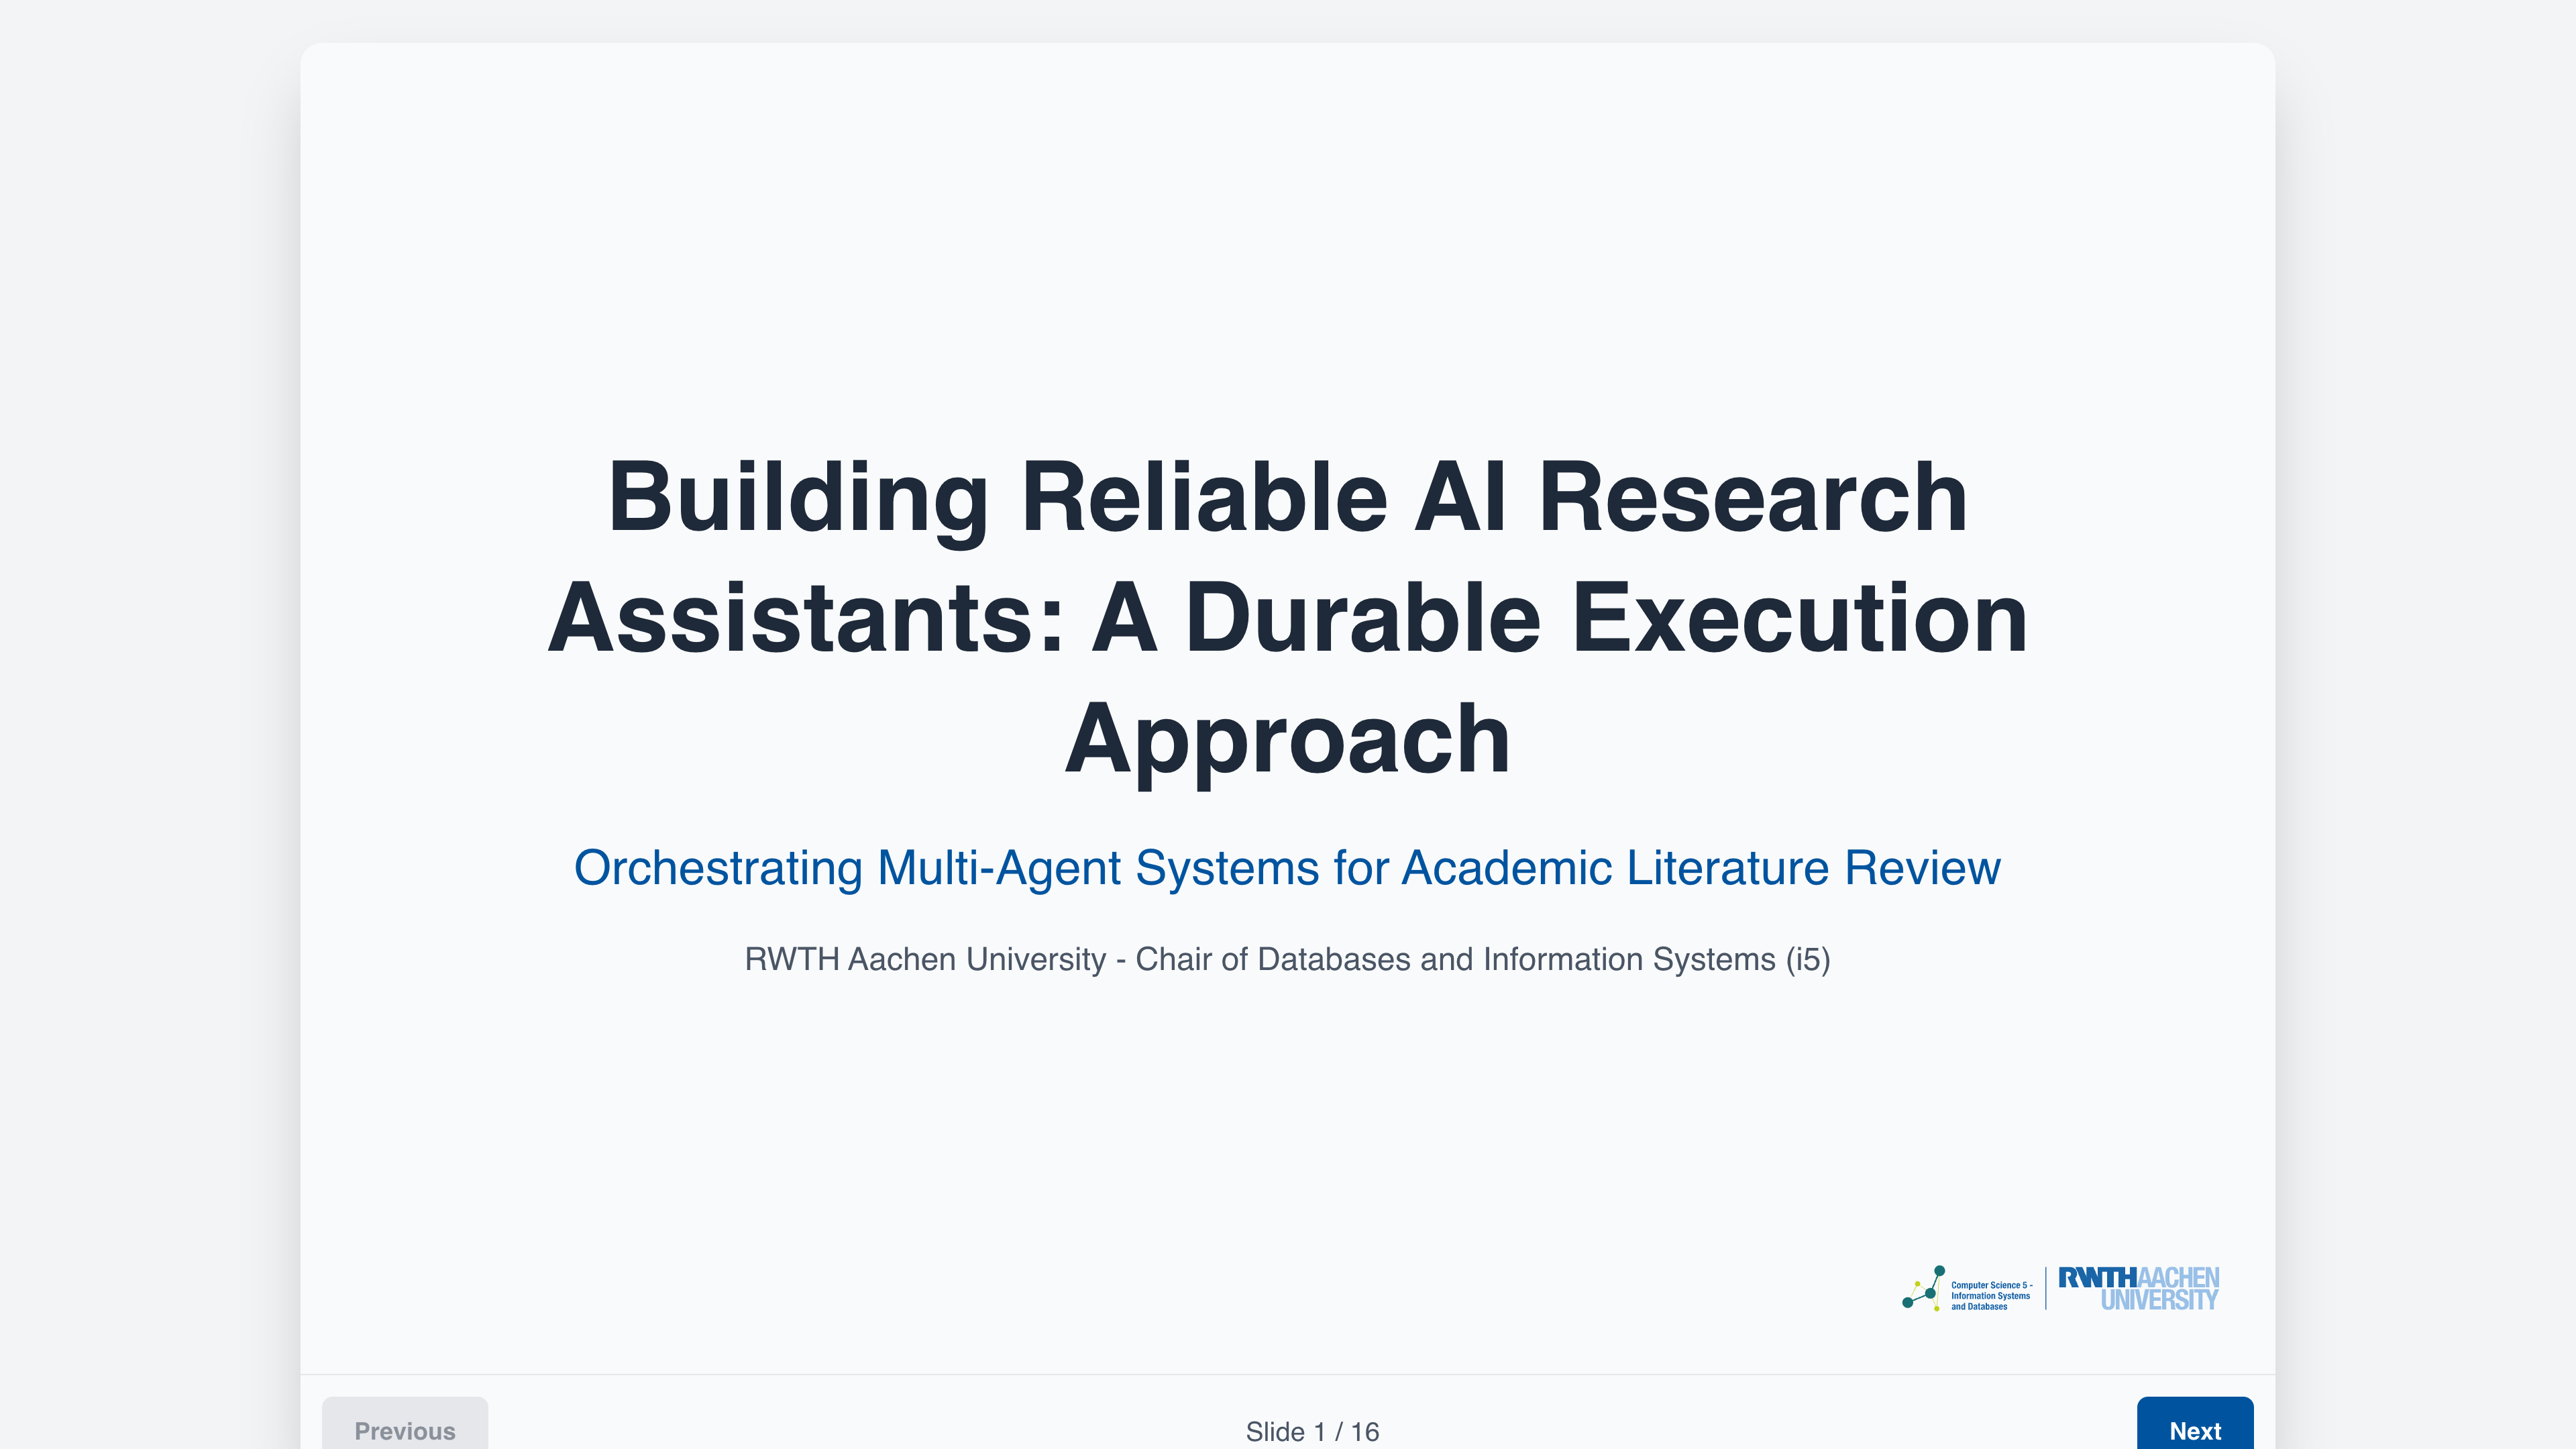 Building Reliable AI Research
Assistants: A Durable Execution
Approach
Orchestrating Multi-Agent Systems for Academic Literature Review
RWTH Aachen University - Chair of Databases and Information Systems (i5)
Computer Science 5 -
Information Systems
and Databases
RWTH AACHEN
UNIVERSITY
Previous
Slide 1 / 16
Next